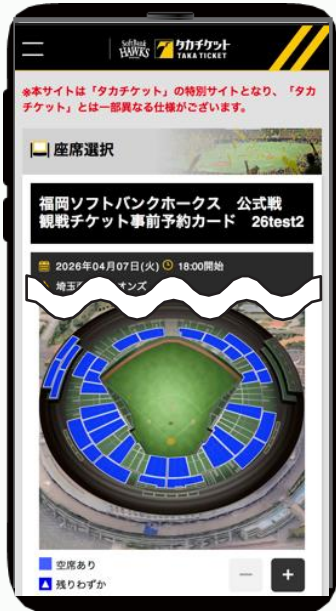 SoftBank HAWKS タカチケット TAKA TICKET
※本サイトは「タカチケット」の特別サイトとなり、「タカ
チケット」とは一部異なる仕様がございます。
座席選択
福岡ソフトバンクホークス 公式戦
観戦チケット事前予約カード 26test2
2026年04月07日(火) 18:00開始
埼玉 オンズ
空席あり
残りわずか
− +